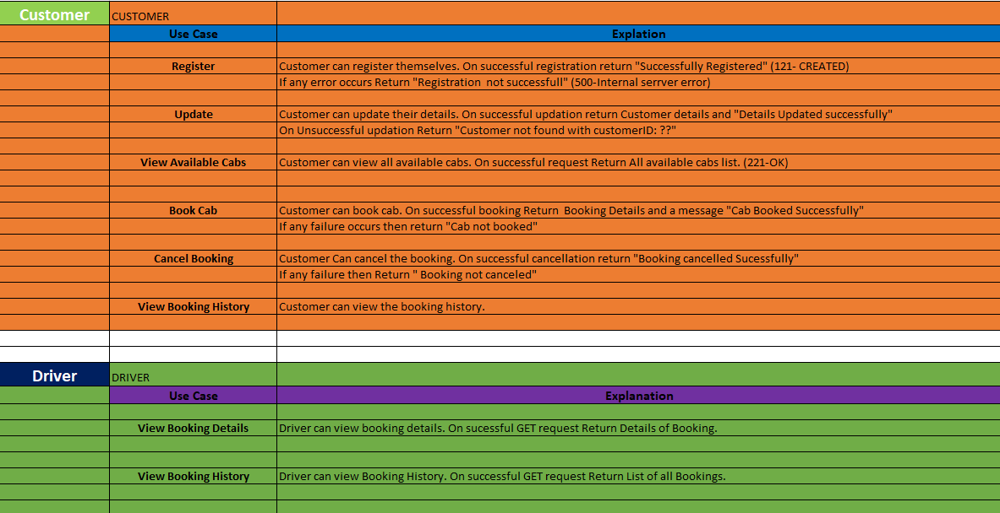 Customer CUSTOMER
Use Case Explation
Register Customer can register themselves. On successful registration return "Successfully Registered" (121- CREATED)
If any error occurs Return "Registration  not successfull" (500-Internal serrver error)
Update Customer can update their details. On successful updation return Customer details and "Details Updated successfully"
On Unsuccessful updation Return "Customer not found with customerID: ??"
View Available Cabs Customer can view all available cabs. On successful request Return All available cabs list. (221-OK)
Book Cab Customer can book cab. On successful booking Return  Booking Details and a message "Cab Booked Successfully"
If any failure occurs then return "Cab not booked"
Cancel Booking Customer Can cancel the booking. On successful cancellation return "Booking cancelled Sucessfully"
If any failure then Return " Booking not canceled"
View Booking History Customer can view the booking history.
Driver DRIVER
Use Case Explanation
View Booking Details Driver can view booking details. On sucessful GET request Return Details of Booking.
View Booking History Driver can view Booking History. On successful GET request Return List of all Bookings.